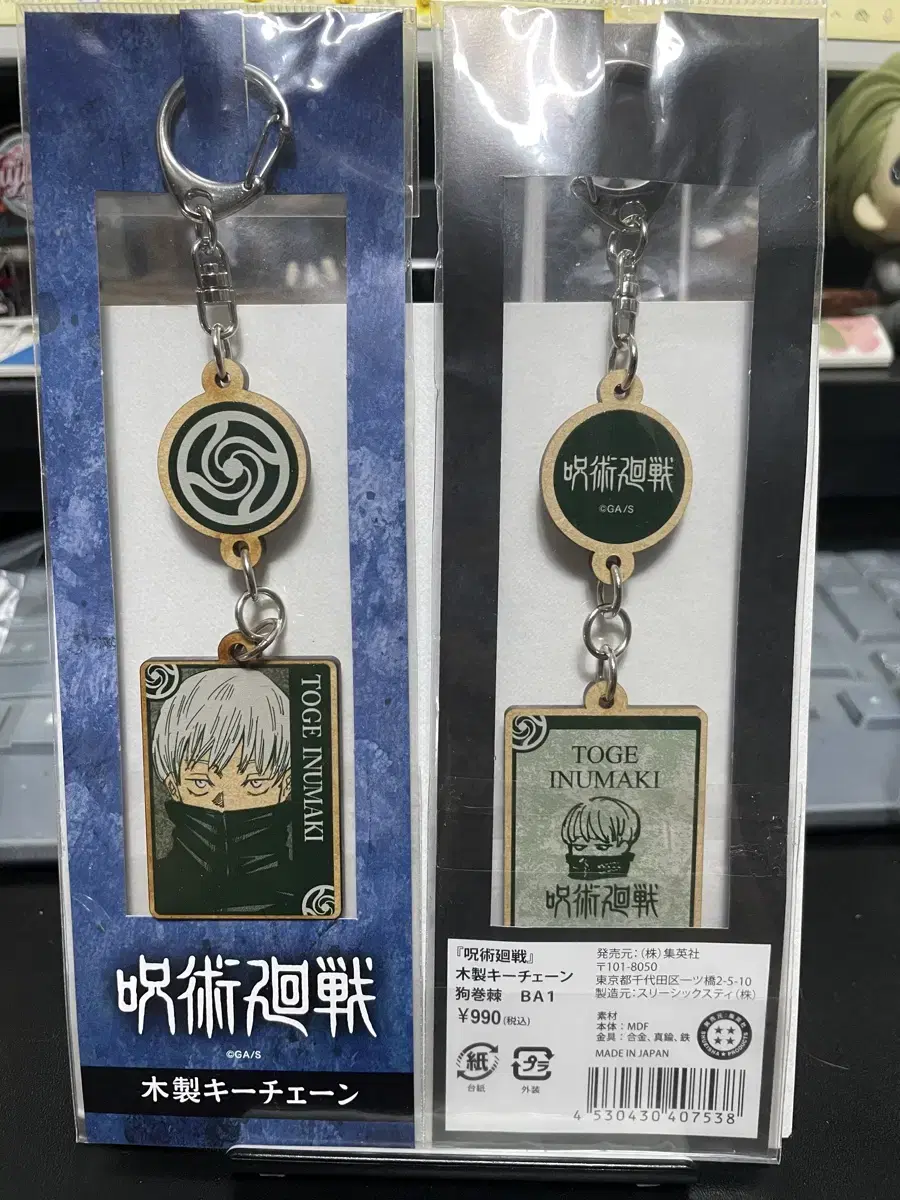 TOGE INUMAKI
呪術廻戦
©GA/S
木製キーチェーン
呪術廻戦
©GA/S
TOGE
INUMAKI
呪術廻戦
『呪術廻戦』
木製キーチェーン
狗巻棘 BA1
¥990(税込)
紙
台紙
プラ
外装
発売元:(株)集英社
〒101-8050
東京都千代田区一ツ橋2-5-10
製造元:スリーシックスティ(株)
素材
本体:MDF
金具:合金、真鍮、鉄
MADE IN JAPAN
4 530430 407538